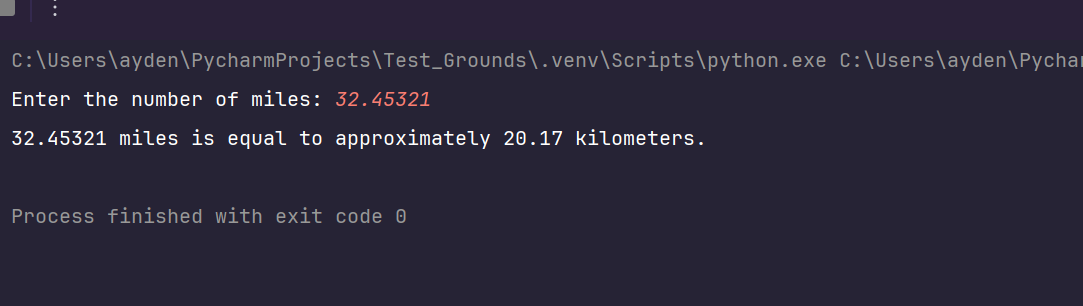 C:\Users\ayden\PycharmProjects\Test_Grounds\.venv\Scripts\python.exe C:\Users\ayden\Pychar
Enter the number of miles: 32.45321
32.45321 miles is equal to approximately 20.17 kilometers.
Process finished with exit code 0